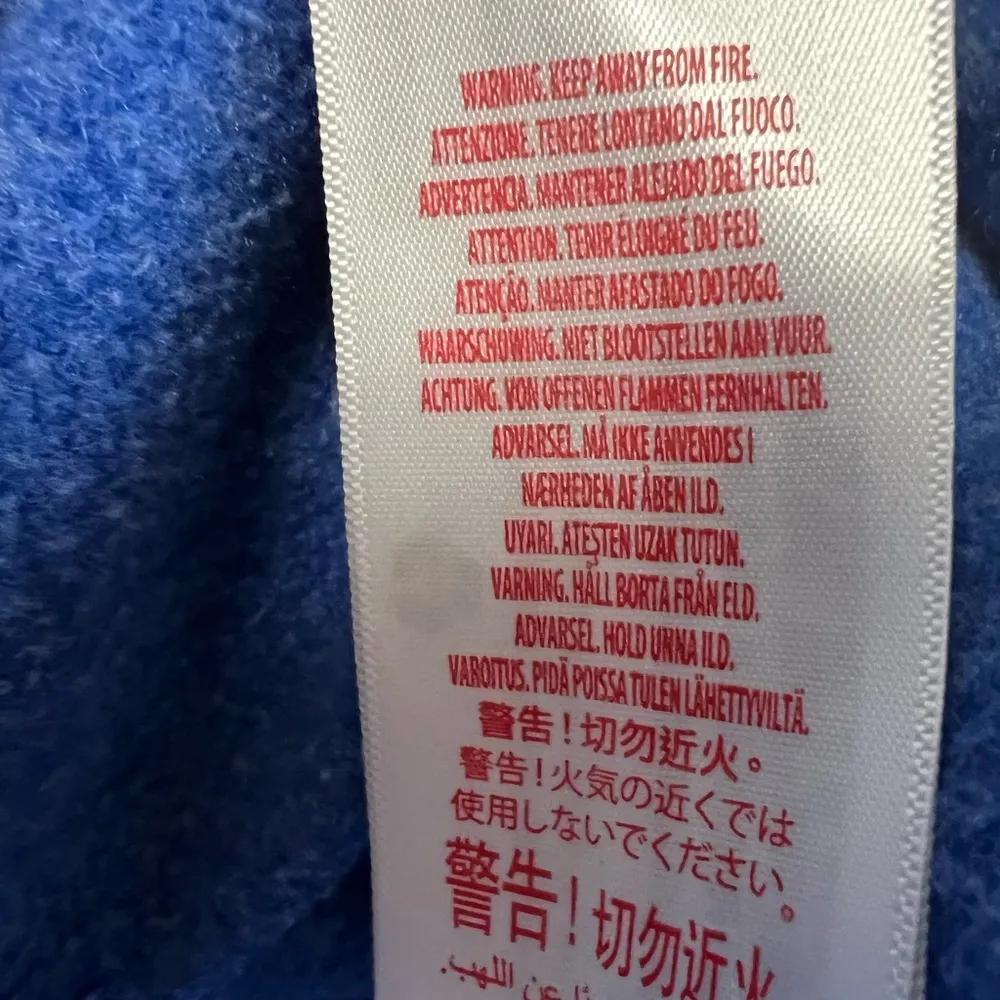 WARNING. KEEP AWAY FROM FIRE.
ATTENZIONE. TENERE LONTANO DAL FUOCO.
ADVERTENCIA. MANTENER ALEJADO DEL FUEGO.
ATTENTION. TENIR ÉLOIGNÉ DU FEU.
ATENÇÃO. MANTER AFASTADO DO FOGO.
WAARSCHUWING. NIET BLOOTSTELLEN AAN VUUR.
ACHTUNG. VON OFFENEN FLAMMEN FERNHALTEN.
ADVARSEL. MÅ IKKE ANVENDES I
NÆRHEDEN AF ÅBEN ILD.
UYARI. ATEŞTEN UZAK TUTUN.
VARNING. HÅLL BORTA FRÅN ELD.
ADVARSEL. HOLD UNNA ILD.
VAROITUS. PIDÄ POISSA TULEN LÄHETTYVILTÄ.
警告！切勿近火。
警告！火気の近くでは
使用しないでください。
警告！切勿近火